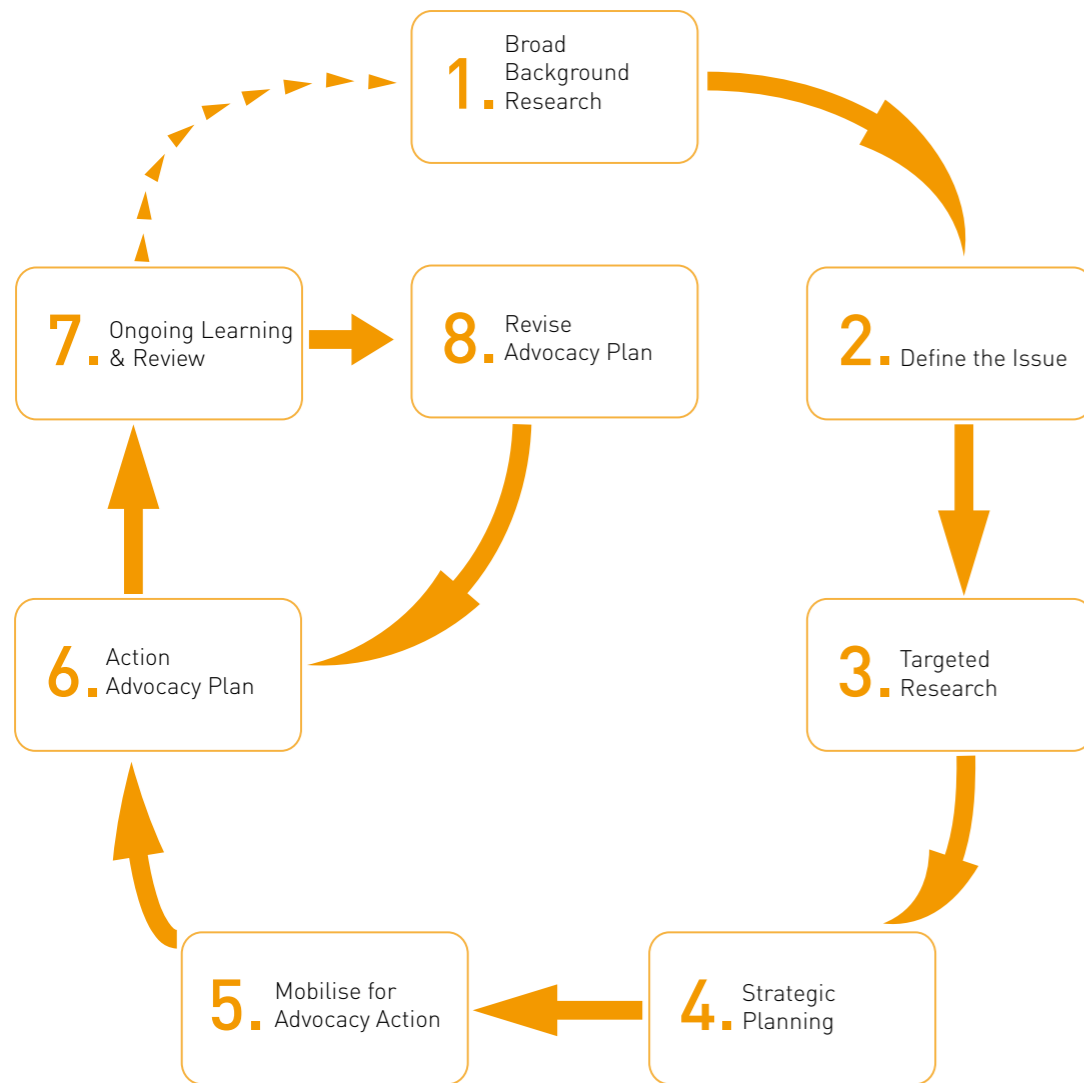 1. Broad
Background
Research
2. Define the Issue
3. Targeted
Research
4. Strategic
Planning
5. Mobilise for
Advocacy Action
6. Action
Advocacy Plan
7. Ongoing Learning
& Review
8. Revise
Advocacy Plan